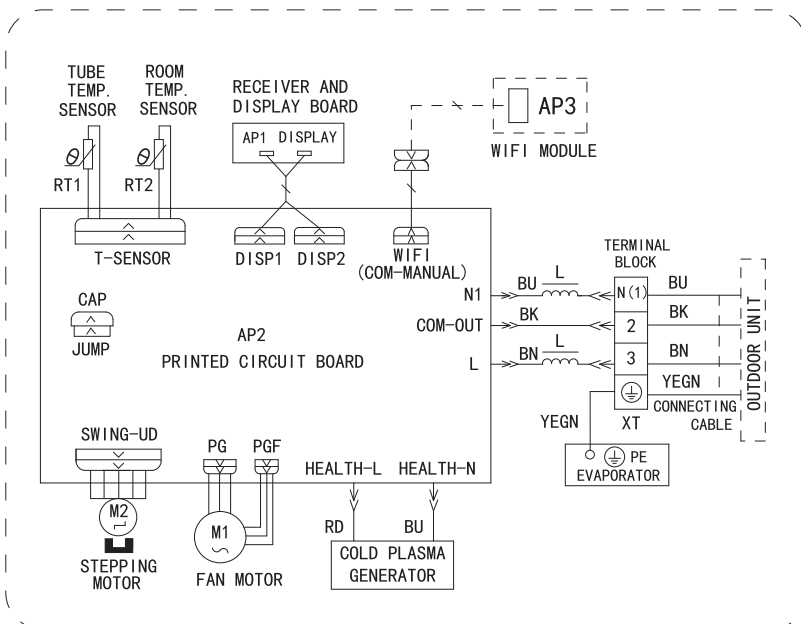 TUBE
TEMP.
SENSOR
ROOM
TEMP.
SENSOR
RECEIVER AND
DISPLAY BOARD
AP1 DISPLAY
AP3
WIFI MODULE
RT1
RT2
T-SENSOR
DISP1
DISP2
WIFI
(COM-MANUAL)
TERMINAL
BLOCK
CAP
JUMP
AP2
PRINTED CIRCUIT BOARD
N1
BU
L
N(1)
BU
COM-OUT
BK
2
BK
L
BN
L
3
BN
YEGN
CONNECTING
CABLE
OUTDOOR UNIT
XT
YEGN
PE
EVAPORATOR
SWING-UD
PG
PGF
HEALTH-L
HEALTH-N
M2
STEPPING
MOTOR
M1
FAN MOTOR
RD
BU
COLD PLASMA
GENERATOR